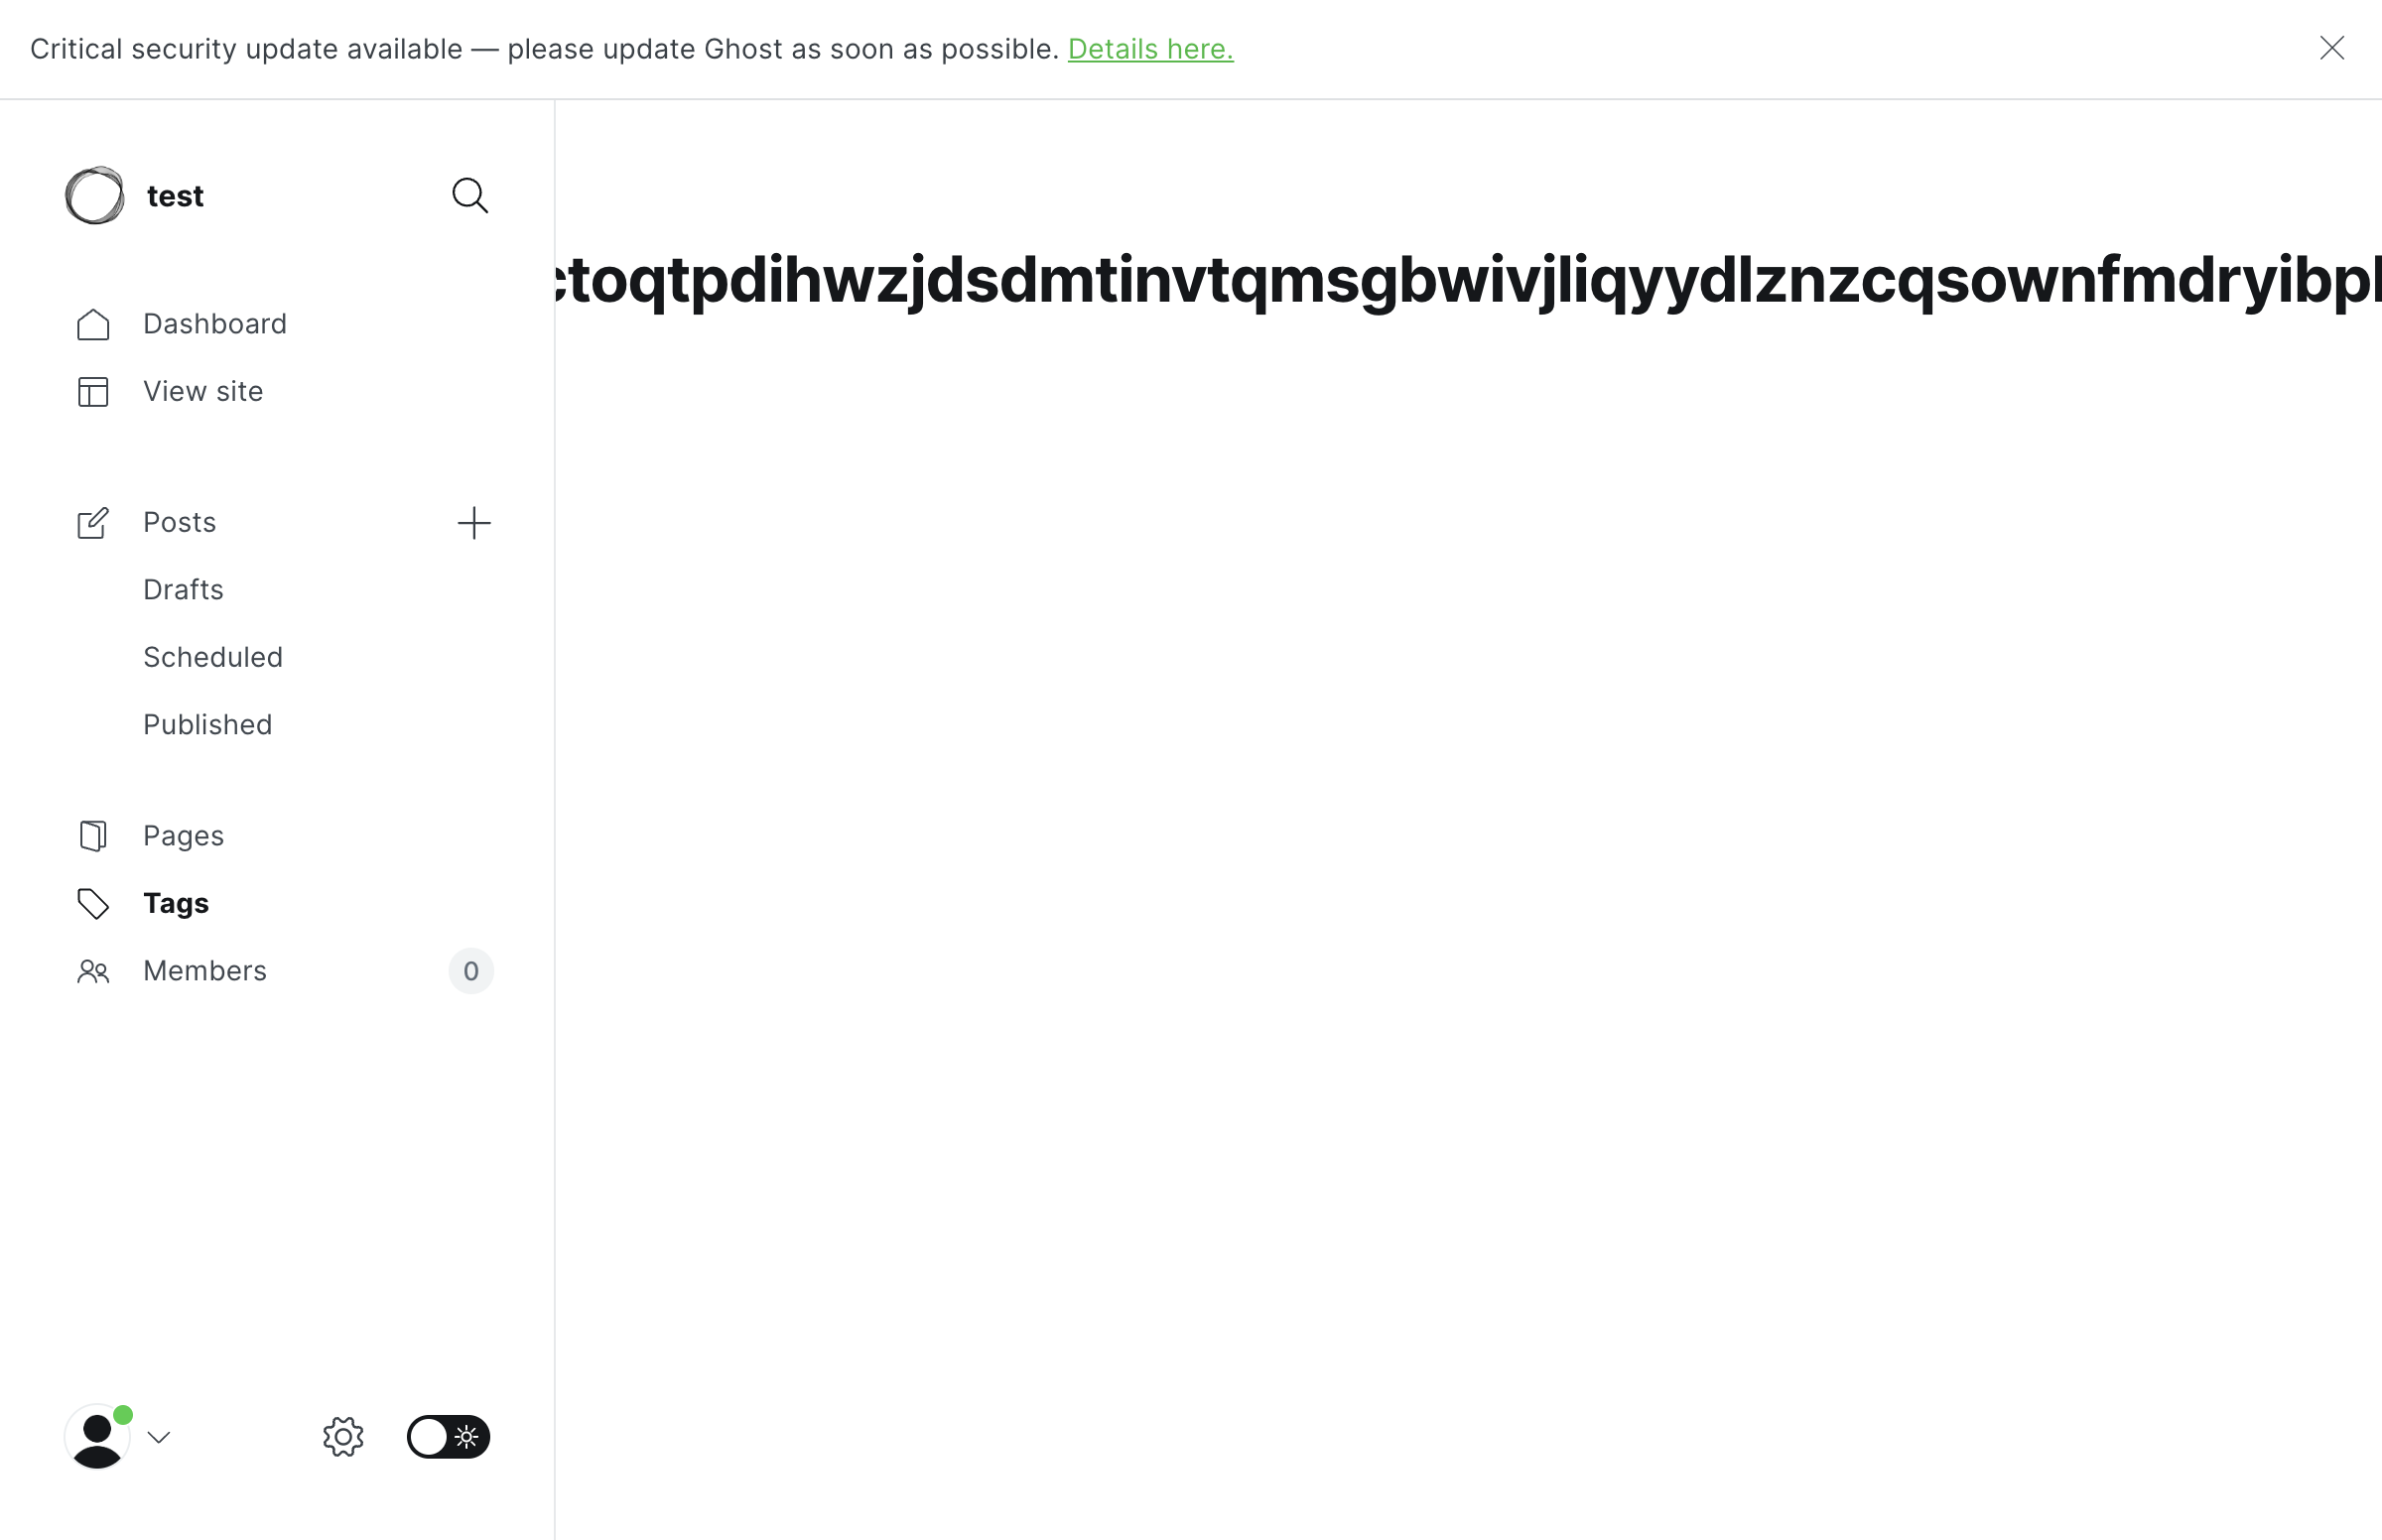 Critical security update available — please update Ghost as soon as possible. Details here.
test
ctoqtpdihwzjdsdmtinvtqmsgbwivjliqyydlznzcqsownfmdryibpl
Dashboard
View site
Posts
Drafts
Scheduled
Published
Pages
Tags
Members 0